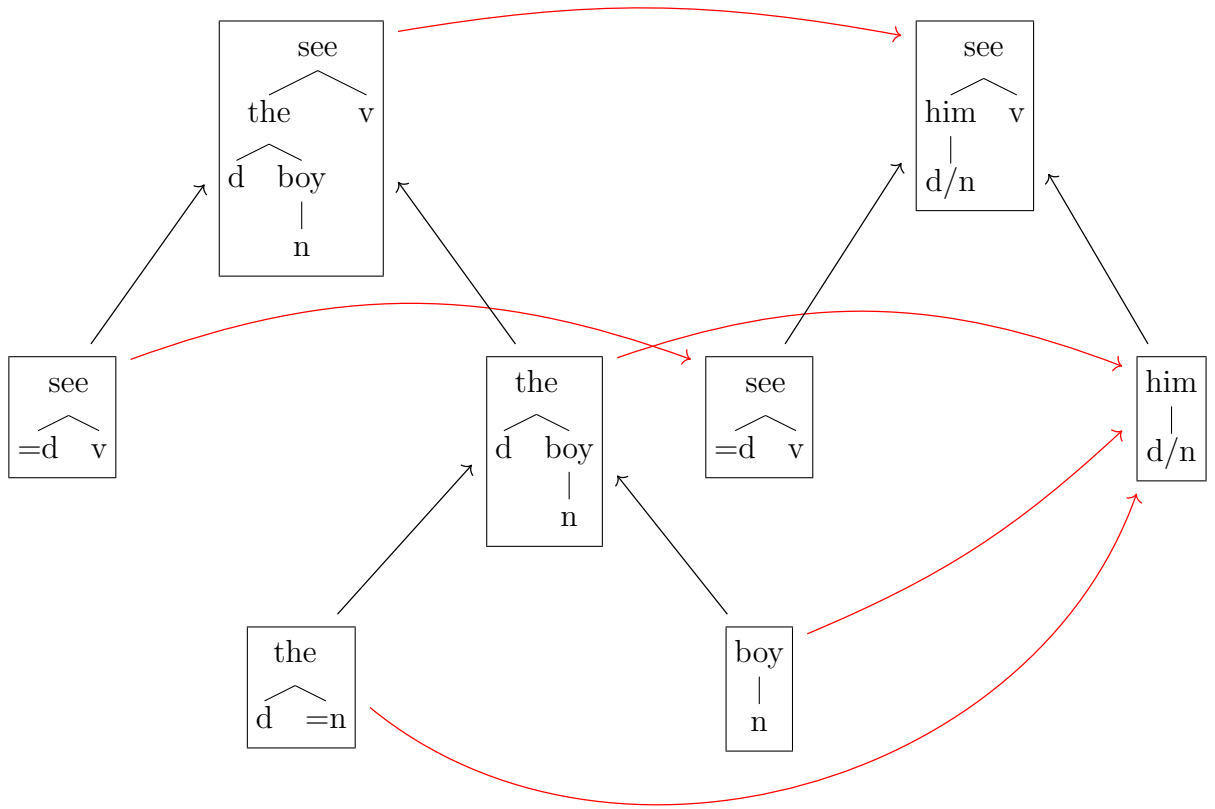 see
the v
d boy
n
see
him v
d/n
see
=d v
the
d boy
n
see
=d v
him
d/n
the
d =n
boy
n